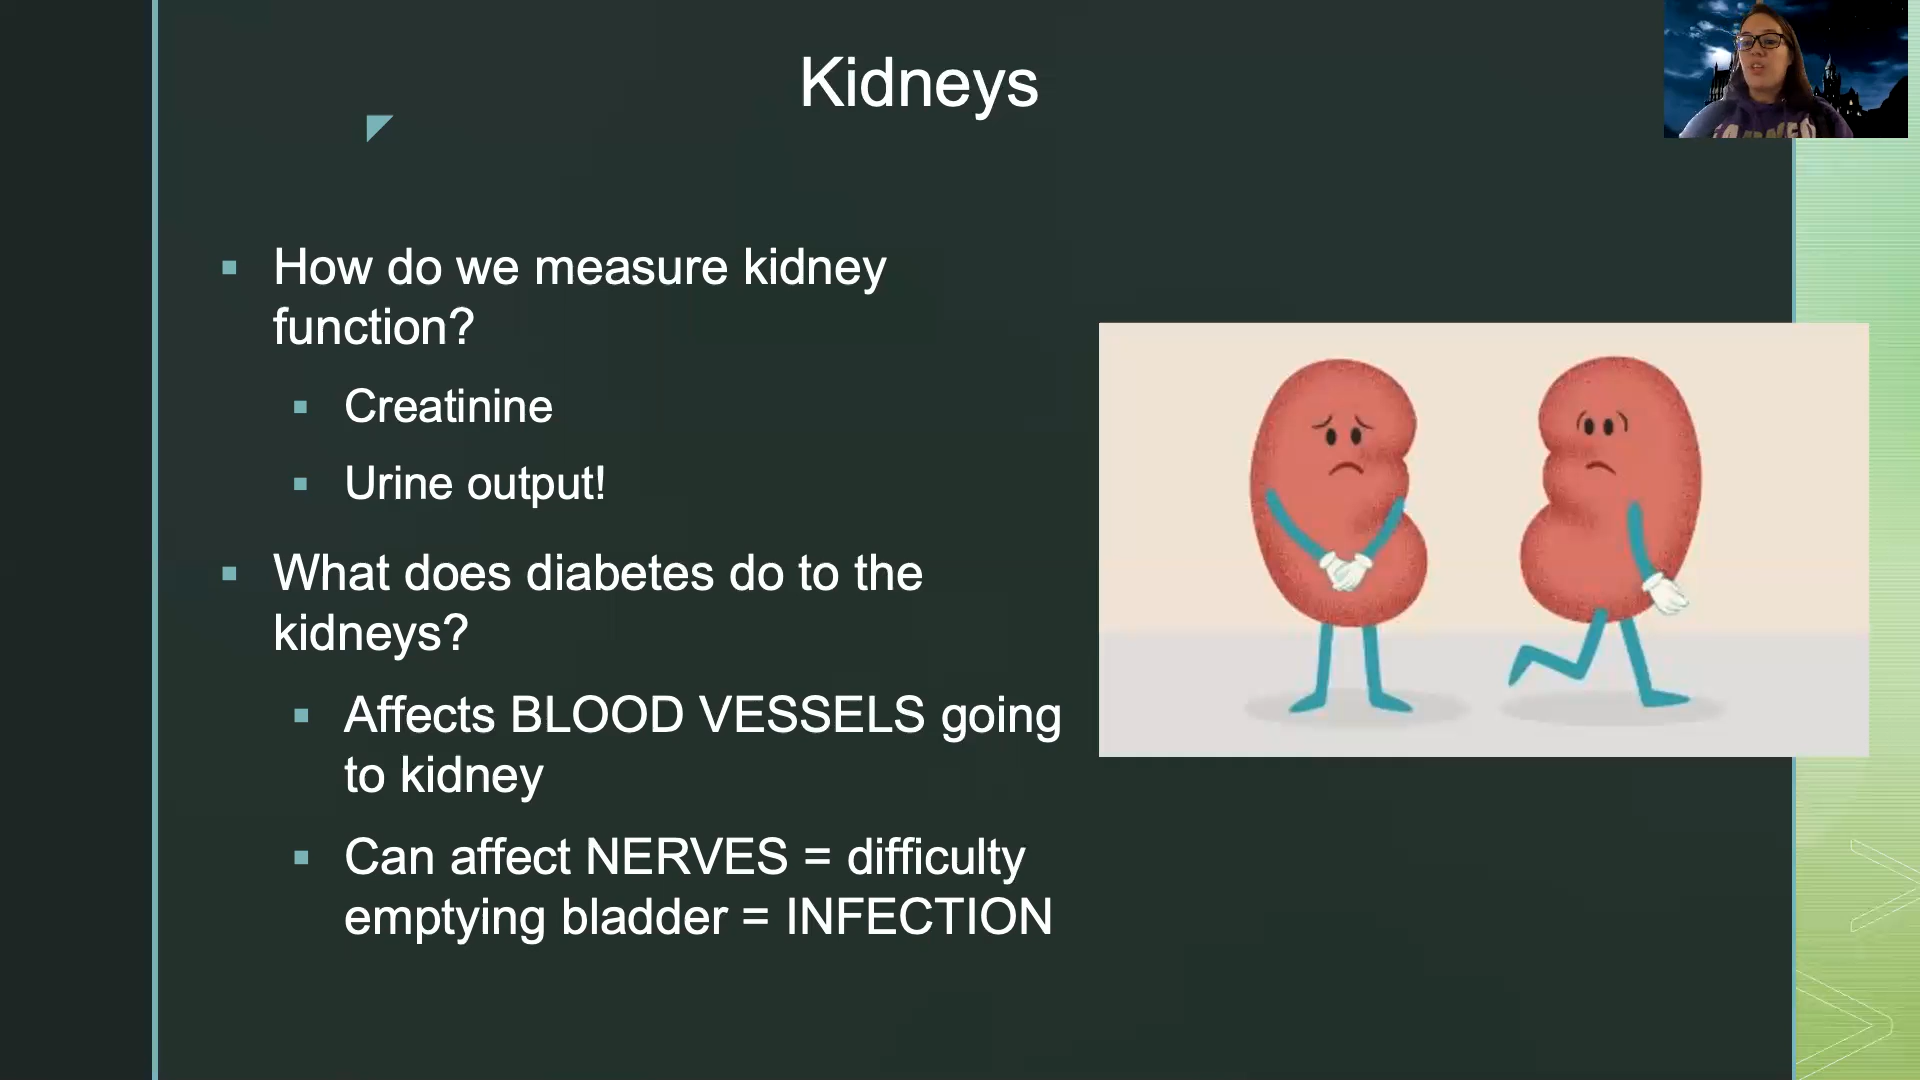 Kidneys
How do we measure kidney
function?
Creatinine
Urine output!
What does diabetes do to the
kidneys?
Affects BLOOD VESSELS going
to kidney
Can affect NERVES = difficulty
emptying bladder = INFECTION